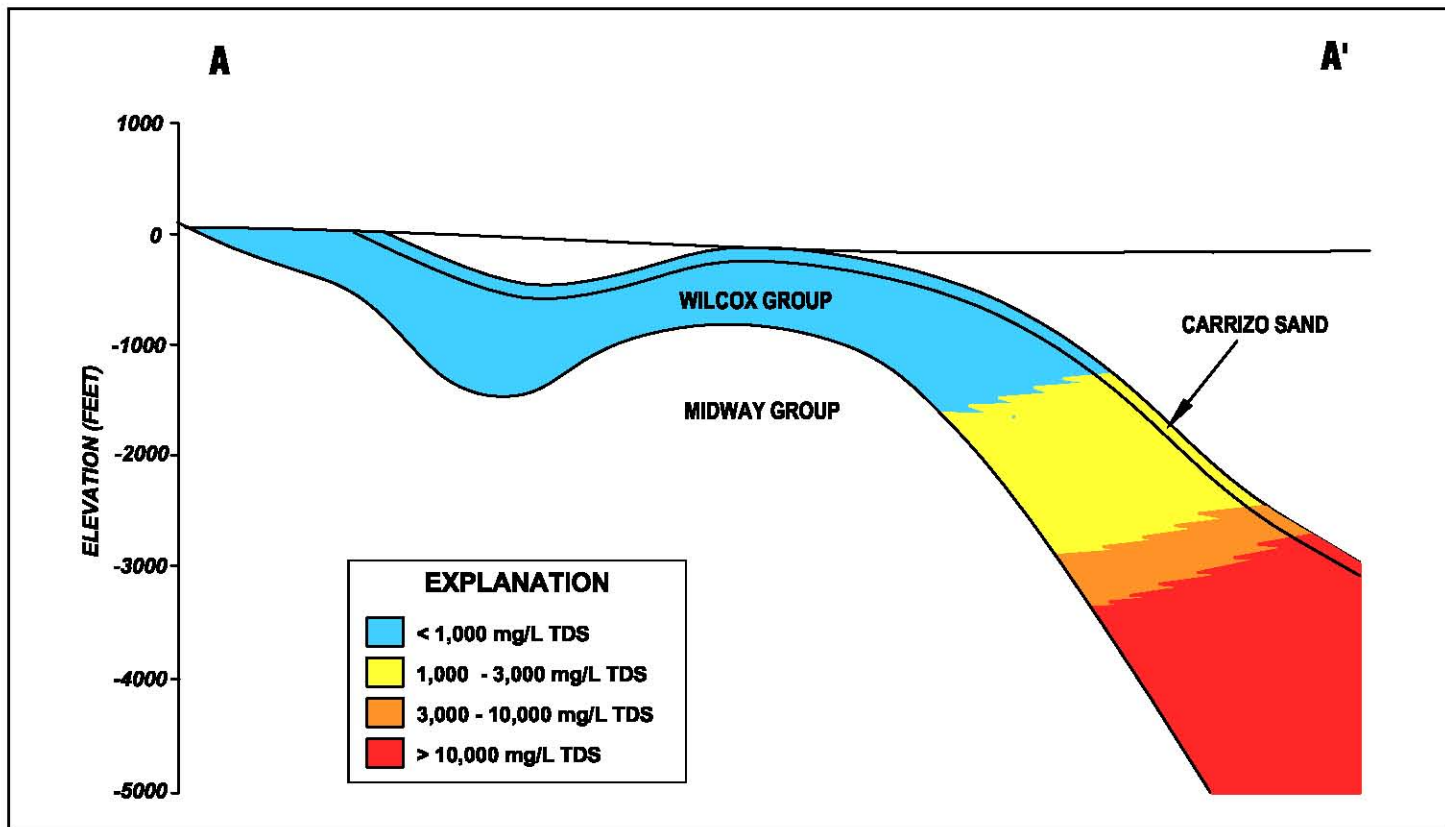 A
A'
1000
0
-1000
-2000
-3000
-4000
-5000
ELEVATION (FEET)
WILCOX GROUP
CARRIZO SAND
MIDWAY GROUP
EXPLANATION
< 1,000 mg/L TDS
1,000 - 3,000 mg/L TDS
3,000 - 10,000 mg/L TDS
> 10,000 mg/L TDS